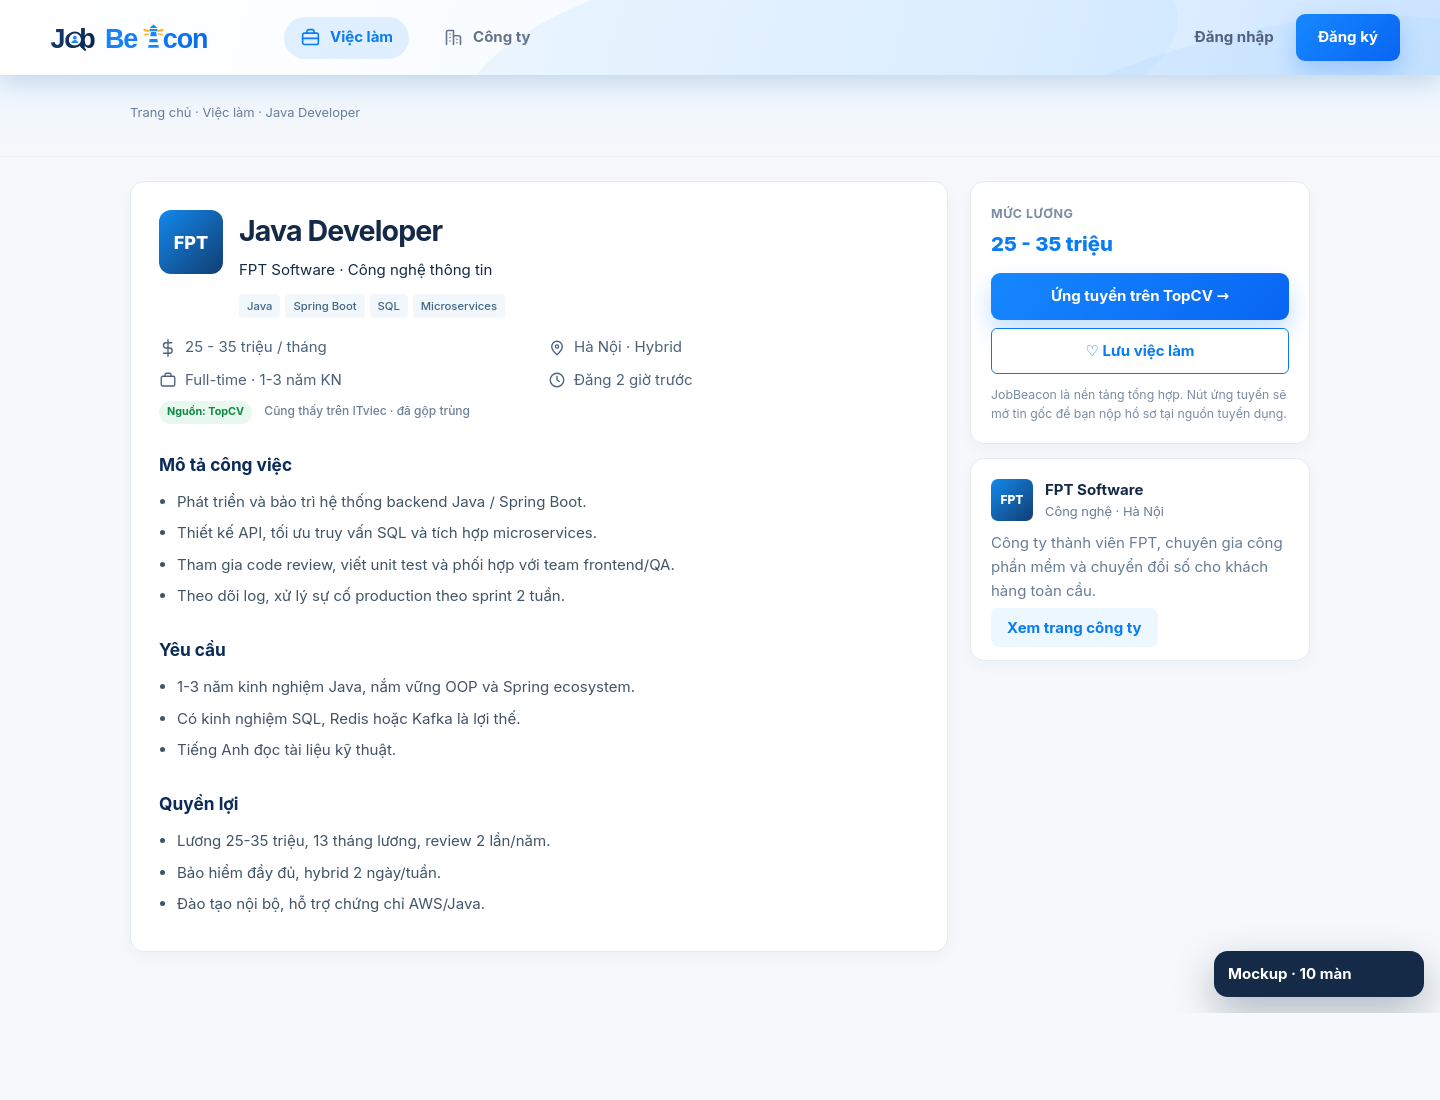 Job Be con
Việc làm
Công ty
Đăng nhập
Đăng ký
Trang chủ · Việc làm · Java Developer
FPT
Java Developer
FPT Software · Công nghệ thông tin
Java
Spring Boot
SQL
Microservices
25 - 35 triệu / tháng
Hà Nội · Hybrid
Full-time · 1-3 năm KN
Đăng 2 giờ trước
Nguồn: TopCV
Cũng thấy trên ITviec · đã gộp trùng
Mô tả công việc
• Phát triển và bảo trì hệ thống backend Java / Spring Boot.
• Thiết kế API, tối ưu truy vấn SQL và tích hợp microservices.
• Tham gia code review, viết unit test và phối hợp với team frontend/QA.
• Theo dõi log, xử lý sự cố production theo sprint 2 tuần.
Yêu cầu
• 1-3 năm kinh nghiệm Java, nắm vững OOP và Spring ecosystem.
• Có kinh nghiệm SQL, Redis hoặc Kafka là lợi thế.
• Tiếng Anh đọc tài liệu kỹ thuật.
Quyền lợi
• Lương 25-35 triệu, 13 tháng lương, review 2 lần/năm.
• Bảo hiểm đầy đủ, hybrid 2 ngày/tuần.
• Đào tạo nội bộ, hỗ trợ chứng chỉ AWS/Java.
MỨC LƯƠNG
25 - 35 triệu
Ứng tuyển trên TopCV →
♡ Lưu việc làm
JobBeacon là nền tảng tổng hợp. Nút ứng tuyển sẽ
mở tin gốc để bạn nộp hồ sơ tại nguồn tuyển dụng.
FPT
FPT Software
Công nghệ · Hà Nội
Công ty thành viên FPT, chuyên gia công
phần mềm và chuyển đổi số cho khách
hàng toàn cầu.
Xem trang công ty
Mockup · 10 màn